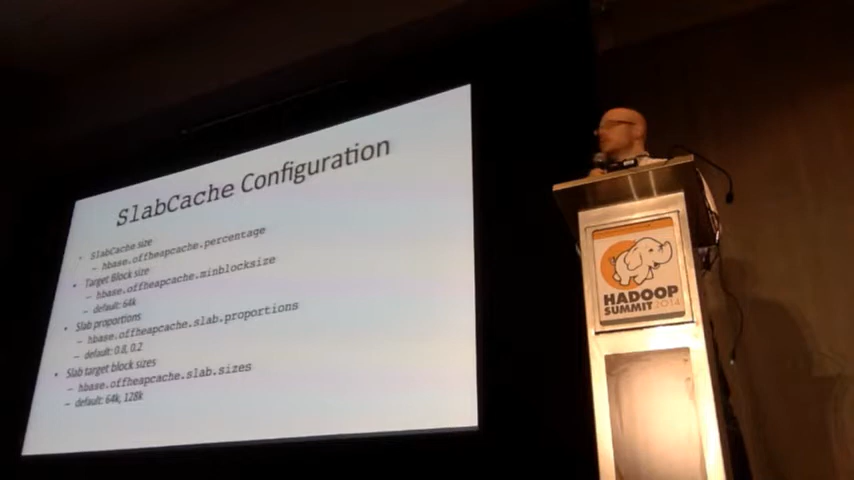 SlabCache Configuration
• SlabCache size
– hbase.offheapcache.percentage
• Target Block size
– hbase.offheapcache.minblocksize
– default: 64k
• Slab proportions
– hbase.offheapcache.slab.proportions
– default: 0.8, 0.2
• Slab target block sizes
– hbase.offheapcache.slab.sizes
– default: 64k, 128k
HADOOP
SUMMIT 2014